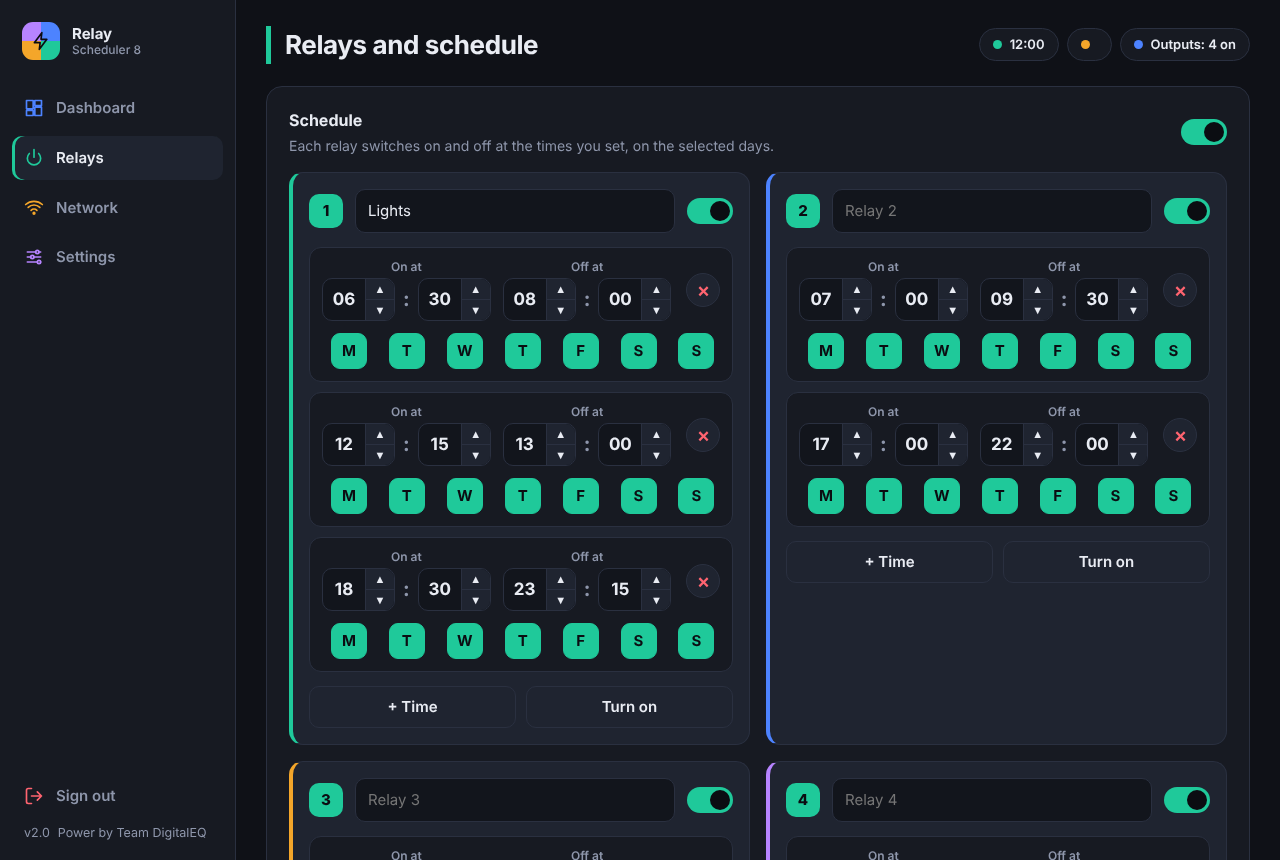 Relay
Scheduler 8
Dashboard
Relays
Network
Settings
Sign out
v2.0 Power by Team DigitalEQ
Relays and schedule
12:00
Outputs: 4 on
Schedule
Each relay switches on and off at the times you set, on the selected days.
1 Lights
On at Off at
06 : 30 08 : 00
M T W T F S S
On at Off at
12 : 15 13 : 00
M T W T F S S
On at Off at
18 : 30 23 : 15
M T W T F S S
+ Time Turn on
2 Relay 2
On at Off at
07 : 00 09 : 30
M T W T F S S
On at Off at
17 : 00 22 : 00
M T W T F S S
+ Time Turn on
3 Relay 3
On at Off at
4 Relay 4
On at Off at